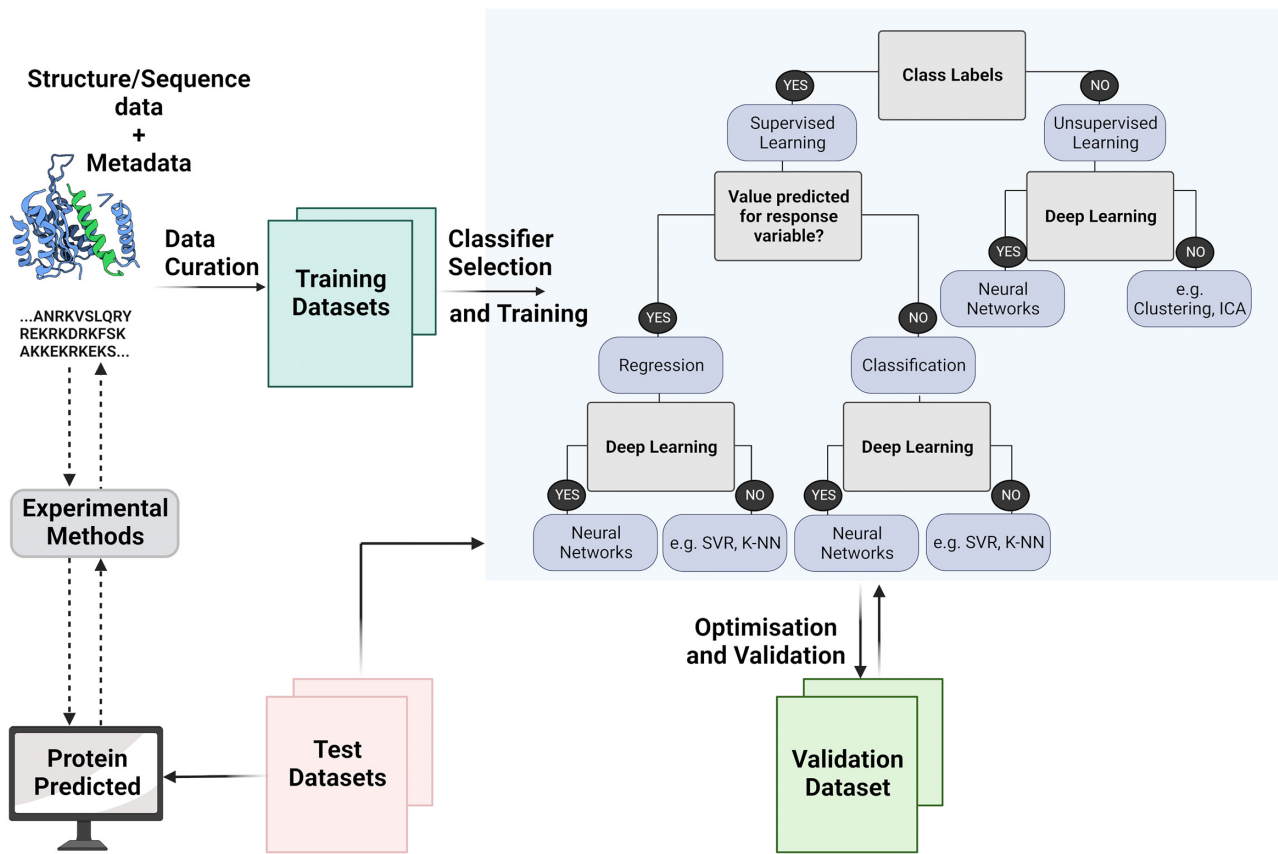 Structure/Sequence
data
+
Metadata
...ANRKVSLQRY
REKRKDRKFSK
AKKEKRKEKS...
Data
Curation
Training
Datasets
Classifier
Selection
and Training
Class Labels
YES
NO
Supervised
Learning
Unsupervised
Learning
Value predicted
for response
variable?
Deep Learning
YES
NO
Neural
Networks
e.g.
Clustering, ICA
YES
NO
Regression
Classification
Deep Learning
Deep Learning
YES
NO
YES
NO
Neural
Networks
e.g. SVR, K-NN
Neural
Networks
e.g. SVR, K-NN
Experimental
Methods
Optimisation
and Validation
Protein
Predicted
Test
Datasets
Validation
Dataset